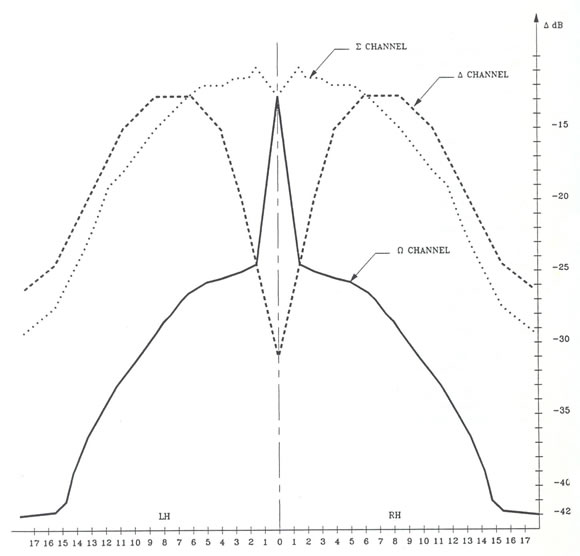 Δ dB
Σ CHANNEL
Δ CHANNEL
-15
-20
-25
Ω CHANNEL
-30
-35
-40
-42
LH RH
17 16 15 14 13 12 11 10 9 8 7 6 5 4 3 2 1 0 1 2 3 4 5 6 7 8 9 10 11 12 13 14 15 16 17